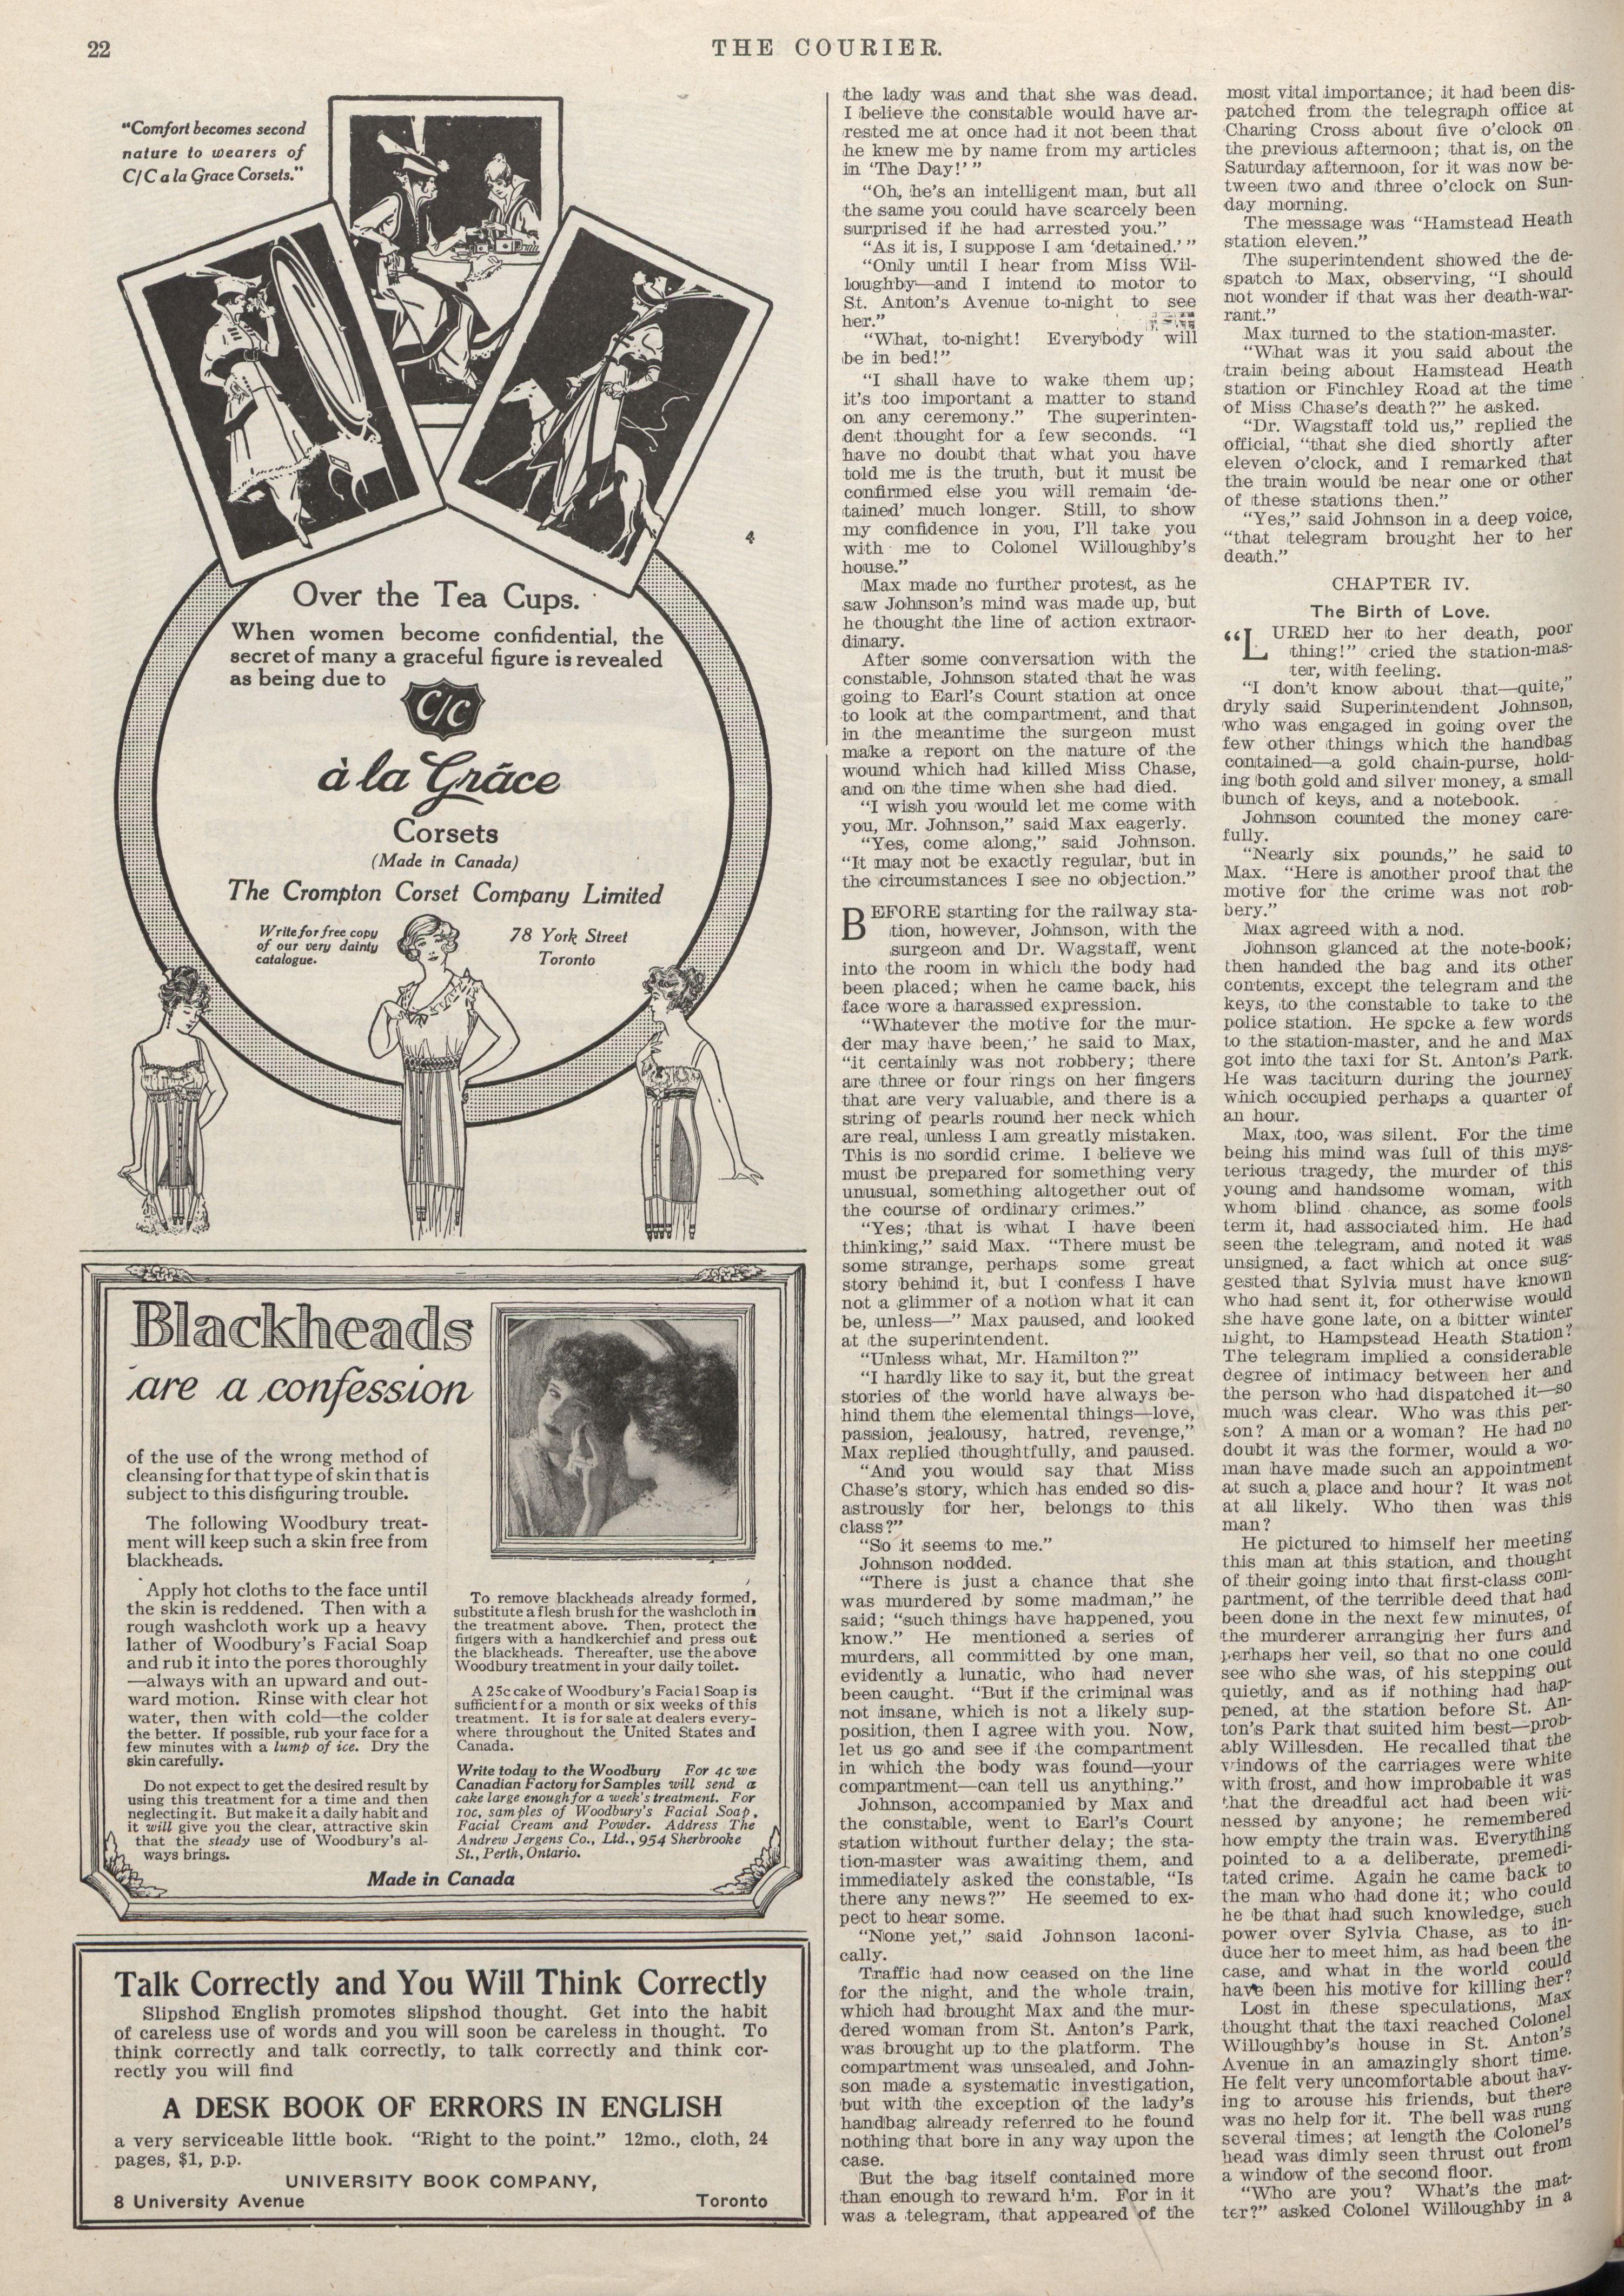 22
THE COURIER.
"Comfort becomes second
nature to wearers of
C/C a la Grace Corsets."
4
Over the Tea Cups.
When women become confidential, the
secret of many a graceful figure is revealed
as being due to
C/C
à la Grāce
Corsets
(Made in Canada)
The Crompton Corset Company Limited
Write for free copy
of our very dainty
catalogue.
78 York Street
Toronto
Blackheads
are a confession
of the use of the wrong method of
cleansing for that type of skin that is
subject to this disfiguring trouble.
The following Woodbury treat-
ment will keep such a skin free from
blackheads.
Apply hot cloths to the face until
the skin is reddened. Then with a
rough washcloth work up a heavy
lather of Woodbury's Facial Soap
and rub it into the pores thoroughly
—always with an upward and out-
ward motion. Rinse with clear hot
water, then with cold—the colder
the better. If possible, rub your face for a
few minutes with a lump of ice. Dry the
skin carefully.
Do not expect to get the desired result by
using this treatment for a time and then
neglecting it. But make it a daily habit and
it will give you the clear, attractive skin
that the steady use of Woodbury's al-
ways brings.
To remove blackheads already formed,
substitute a flesh brush for the washcloth in
the treatment above. Then, protect the
fingers with a handkerchief and press out
the blackheads. Thereafter, use the above
Woodbury treatment in your daily toilet.
A 25c cake of Woodbury's Facial Soap is
sufficient for a month or six weeks of this
treatment. It is for sale at dealers every-
where throughout the United States and
Canada.
Write today to the Woodbury
Canadian Factory for Samples
For 4c we
will send a
cake large enough for a week's treatment. For
10c, samples of Woodbury's Facial Soap,
Facial Cream and Powder. Address The
Andrew Jergens Co., Ltd., 954 Sherbrooke
St., Perth, Ontario.
Made in Canada
Talk Correctly and You Will Think Correctly
Slipshod English promotes slipshod thought. Get into the habit
of careless use of words and you will soon be careless in thought. To
think correctly and talk correctly, to talk correctly and think cor-
rectly you will find
A DESK BOOK OF ERRORS IN ENGLISH
a very serviceable little book. "Right to the point." 12mo., cloth, 24
pages, $1, p.p.
UNIVERSITY BOOK COMPANY,
8 University Avenue Toronto
the lady was and that she was dead.
I believe the constable would have ar-
rested me at once had it not been that
he knew me by name from my articles
in 'The Day!' "
"Oh, he's an intelligent man, but all
the same you could have scarcely been
surprised if he had arrested you."
"As it is, I suppose I am 'detained.' "
"Only until I hear from Miss Wil-
loughby—and I intend to motor to
St. Anton's Avenue to-night to see
her."
"What, to-night! Everybody will
be in bed!"
"I shall have to wake them up;
it's too important a matter to stand
on any ceremony." The superinten-
dent thought for a few seconds. "I
have no doubt that what you have
told me is the truth, but it must be
confirmed else you will remain 'de-
tained' much longer. Still, to show
my confidence in you, I'll take you
with me to Colonel Willoughby's
house."
Max made no further protest, as he
saw Johnson's mind was made up, but
he thought the line of action extraor-
dinary.
After some conversation with the
constable, Johnson stated that he was
going to Earl's Court station at once
to look at the compartment, and that
in the meantime the surgeon must
make a report on the nature of the
wound which had killed Miss Chase,
and on the time when she had died.
"I wish you would let me come with
you, Mr. Johnson," said Max eagerly.
"Yes, come along," said Johnson.
"It may not be exactly regular, but in
the circumstances I see no objection."
BEFORE starting for the railway sta-
tion, however, Johnson, with the
surgeon and Dr. Wagstaff, went
into the room in which the body had
been placed; when he came back, his
face wore a harassed expression.
"Whatever the motive for the mur-
der may have been," he said to Max,
"it certainly was not robbery; there
are three or four rings on her fingers
that are very valuable, and there is a
string of pearls round her neck which
are real, unless I am greatly mistaken.
This is no sordid crime. I believe we
must be prepared for something very
unusual, something altogether out of
the course of ordinary crimes."
"Yes; that is what I have been
thinking," said Max. "There must be
some strange, perhaps some great
story behind it, but I confess I have
not a glimmer of a notion what it can
be, unless—" Max paused, and looked
at the superintendent.
"Unless what, Mr. Hamilton?"
"I hardly like to say it, but the great
stories of the world have always be-
hind them the elemental things—love,
passion, jealousy, hatred, revenge,"
Max replied thoughtfully, and paused.
"And you would say that Miss
Chase's story, which has ended so dis-
astrously for her, belongs to this
class?"
"So it seems to me."
Johnson nodded.
"There is just a chance that she
was murdered by some madman," he
said; "such things have happened, you
know." He mentioned a series of
murders, all committed by one man,
evidently a lunatic, who had never
been caught. "But if the criminal was
not insane, which is not a likely sup-
position, then I agree with you. Now,
let us go and see if the compartment
in which the body was found—your
compartment—can tell us anything."
Johnson, accompanied by Max and
the constable, went to Earl's Court
station without further delay; the sta-
tion-master was awaiting them, and
immediately asked the constable, "Is
there any news?" He seemed to ex-
pect to hear some.
"None yet," said Johnson laconi-
cally.
Traffic had now ceased on the line
for the night, and the whole train,
which had brought Max and the mur-
dered woman from St. Anton's Park,
was brought up to the platform. The
compartment was unsealed, and John-
son made a systematic investigation,
but with the exception of the lady's
handbag already referred to he found
nothing that bore in any way upon the
case.
But the bag itself contained more
than enough to reward him. For in it
was a telegram, that appeared of the
most vital importance; it had been dis-
patched from the telegraph office at
Charing Cross about five o'clock on
the previous afternoon; that is, on the
Saturday afternoon, for it was now be-
tween two and three o'clock on Sun-
day morning.
The message was "Hamstead Heath
station eleven."
The superintendent showed the de-
spatch to Max, observing, "I should
not wonder if that was her death-war-
rant."
Max turned to the station-master.
"What was it you said about the
train being about Hamstead Heath
station or Finchley Road at the time
of Miss Chase's death?" he asked.
"Dr. Wagstaff told us," replied the
official, "that she died shortly after
eleven o'clock, and I remarked that
the train would be near one or other
of these stations then."
"Yes," said Johnson in a deep voice,
"that telegram brought her to her
death."
CHAPTER IV.
The Birth of Love.
"LURED her to her death, poor
thing!" cried the station-mas-
ter, with feeling.
"I don't know about that—quite,"
dryly said Superintendent Johnson,
who was engaged in going over the
few other things which the handbag
contained—a gold chain-purse, hold-
ing both gold and silver money, a small
bunch of keys, and a notebook.
Johnson counted the money care-
fully.
"Nearly six pounds," he said to
Max. "Here is another proof that the
motive for the crime was not rob-
bery."
Max agreed with a nod.
Johnson glanced at the note-book;
then handed the bag and its other
contents, except the telegram and the
keys, to the constable to take to the
police station. He spoke a few words
to the station-master, and he and Max
got into the taxi for St. Anton's Park.
He was taciturn during the journey
which occupied perhaps a quarter of
an hour.
Max, too, was silent. For the time
being his mind was full of this mys-
terious tragedy, the murder of this
young and handsome woman, with
whom blind chance, as some fools
term it, had associated him. He had
seen the telegram, and noted it was
unsigned, a fact which at once sug-
gested that Sylvia must have known
who had sent it, for otherwise would
she have gone late, on a bitter winter
night, to Hampstead Heath Station?
The telegram implied a considerable
degree of intimacy between her and
the person who had dispatched it—so
much was clear. Who was this per-
son? A man or a woman? He had no
doubt it was the former, would a wo-
man have made such an appointment
at such a place and hour? It was not
at all likely. Who then was this
man?
He pictured to himself her meeting
this man at this station, and thought
of their going into that first-class com-
partment, of the terrible deed that had
been done in the next few minutes, of
the murderer arranging her furs and
perhaps her veil, so that no one could
see who she was, of his stepping out
quietly, and as if nothing had hap-
pened, at the station before St. An-
ton's Park that suited him best—prob-
ably Willesden. He recalled that the
windows of the carriages were white
with frost, and how improbable it was
that the dreadful act had been wit-
nessed by anyone; he remembered
how empty the train was. Everything
pointed to a a deliberate, premedi-
tated crime. Again he came back to
the man who had done it; who could
he be that had such knowledge, such
power over Sylvia Chase, as to in-
duce her to meet him, as had been the
case, and what in the world could
have been his motive for killing her?
Lost in these speculations, Max
thought that the taxi reached Colonel
Willoughby's house in St. Anton's
Avenue in an amazingly short time.
He felt very uncomfortable about hav-
ing to arouse his friends, but there
was no help for it. The bell was rung
several times; at length the Colonel's
head was dimly seen thrust out from
a window of the second floor.
"Who are you? What's the mat-
ter?" asked Colonel Willoughby in a